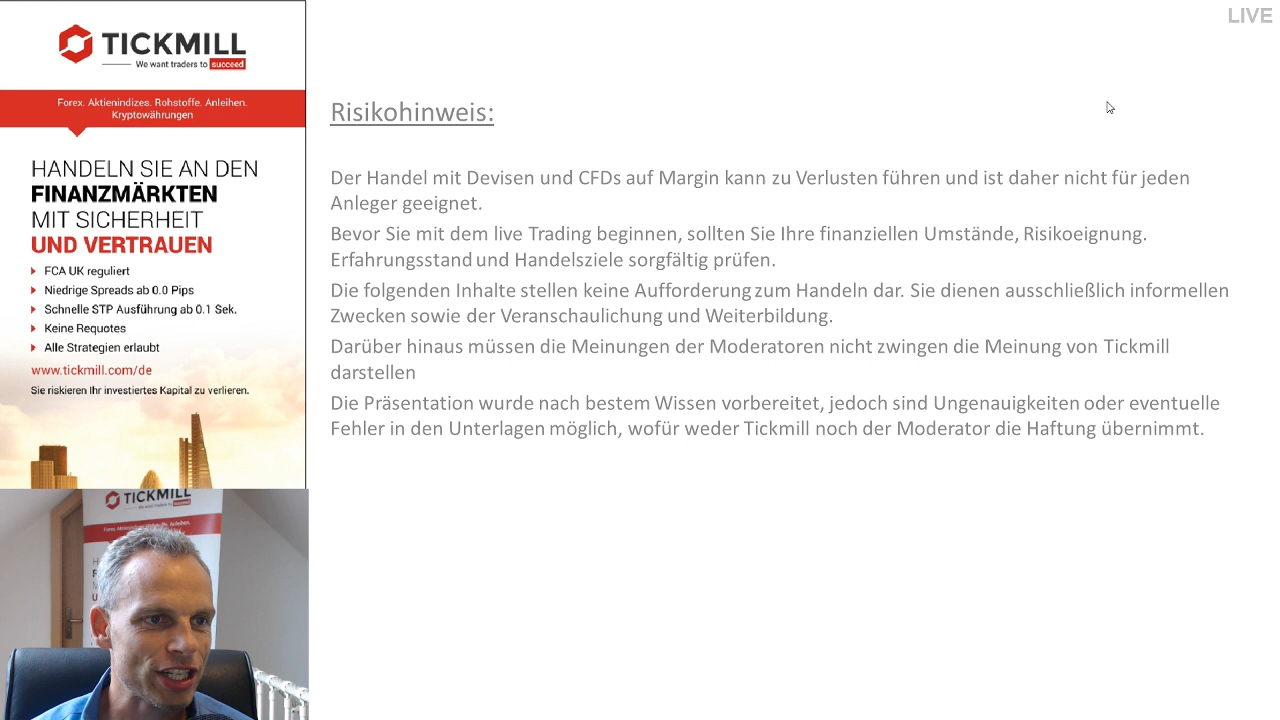 LIVE
TICKMILL
We want traders to succeed
Forex. Aktienindizes. Rohstoffe. Anleihen.
Kryptowährungen
HANDELN SIE AN DEN
FINANZMÄRKTEN
MIT SICHERHEIT
UND VERTRAUEN
FCA UK reguliert
Niedrige Spreads ab 0.0 Pips
Schnelle STP Ausführung ab 0.1 Sek.
Keine Requotes
Alle Strategien erlaubt
www.tickmill.com/de
Sie riskieren Ihr investiertes Kapital zu verlieren.
Risikohinweis:
Der Handel mit Devisen und CFDs auf Margin kann zu Verlusten führen und ist daher nicht für jeden
Anleger geeignet.
Bevor Sie mit dem live Trading beginnen, sollten Sie Ihre finanziellen Umstände, Risikoeignung.
Erfahrungsstand und Handelsziele sorgfältig prüfen.
Die folgenden Inhalte stellen keine Aufforderung zum Handeln dar. Sie dienen ausschließlich informellen
Zwecken sowie der Veranschaulichung und Weiterbildung.
Darüber hinaus müssen die Meinungen der Moderatoren nicht zwingen die Meinung von Tickmill
darstellen
Die Präsentation wurde nach bestem Wissen vorbereitet, jedoch sind Ungenauigkeiten oder eventuelle
Fehler in den Unterlagen möglich, wofür weder Tickmill noch der Moderator die Haftung übernimmt.
TICKMILL
We want traders to succeed